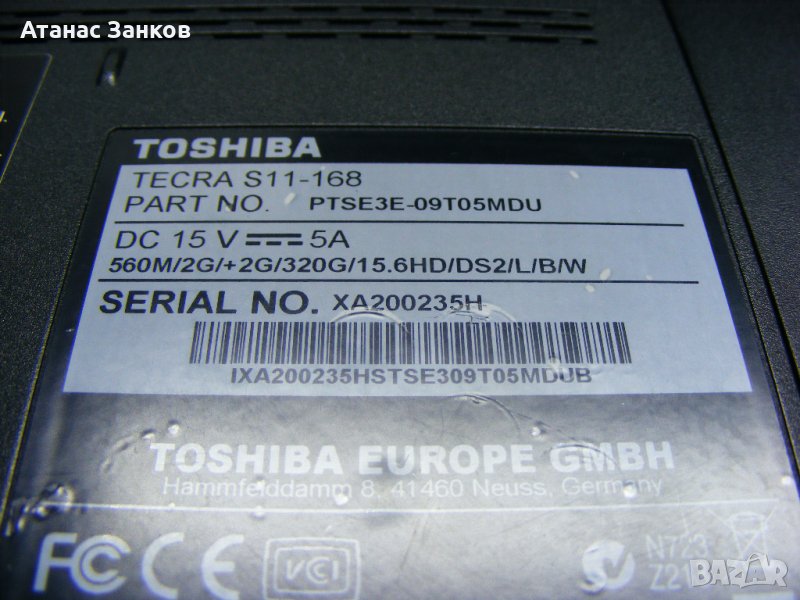 Атанас Занков
TOSHIBA
TECRA S11-168
PART NO. PTSE3E-09T05MDU
DC 15 V 5A
560M/2G/+2G/320G/15.6HD/DS2/L/B/W
SERIAL NO. XA200235H
IXA200235HSTSE309T05MDUB
TOSHIBA EUROPE GMBH
Hammfelddamm 8, 41460 Neuss, Germany
FC CE VCI N723
BAZAR